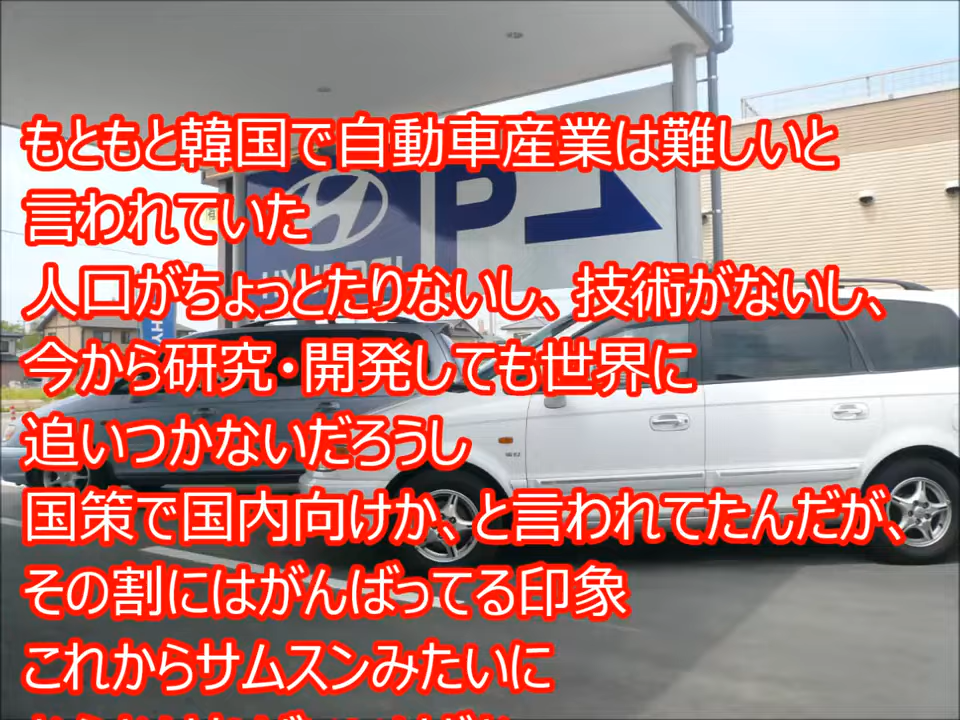 もともと韓国で自動車産業は難しいと
言われていた
人口がちょっとたりないし、技術がないし、
今から研究・開発しても世界に
追いつかないだろうし
国策で国内向けか、と言われてたんだが、
その割にはがんばってる印象
これからサムスンみたいに
P
HYUNDAI
HY